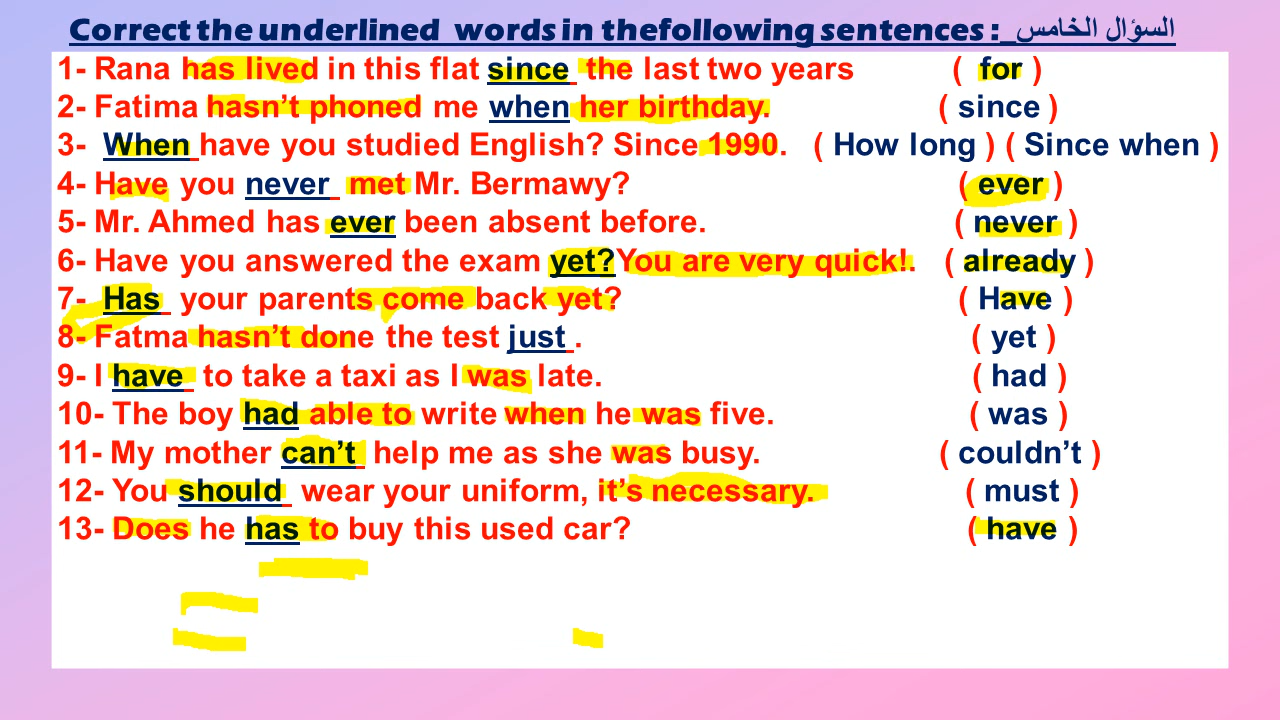 Correct the underlined words in thefollowing sentences : السؤال الخامس
1- Rana has lived in this flat since the last two years ( for )
2- Fatima hasn’t phoned me when her birthday. ( since )
3- When have you studied English? Since 1990. ( How long ) ( Since when )
4- Have you never met Mr. Bermawy? ( ever )
5- Mr. Ahmed has ever been absent before. ( never )
6- Have you answered the exam yet?You are very quick!. ( already )
7- Has your parents come back yet? ( Have )
8- Fatma hasn’t done the test just . ( yet )
9- I have to take a taxi as I was late. ( had )
10- The boy had able to write when he was five. ( was )
11- My mother can’t help me as she was busy. ( couldn’t )
12- You should wear your uniform, it’s necessary. ( must )
13- Does he has to buy this used car? ( have )